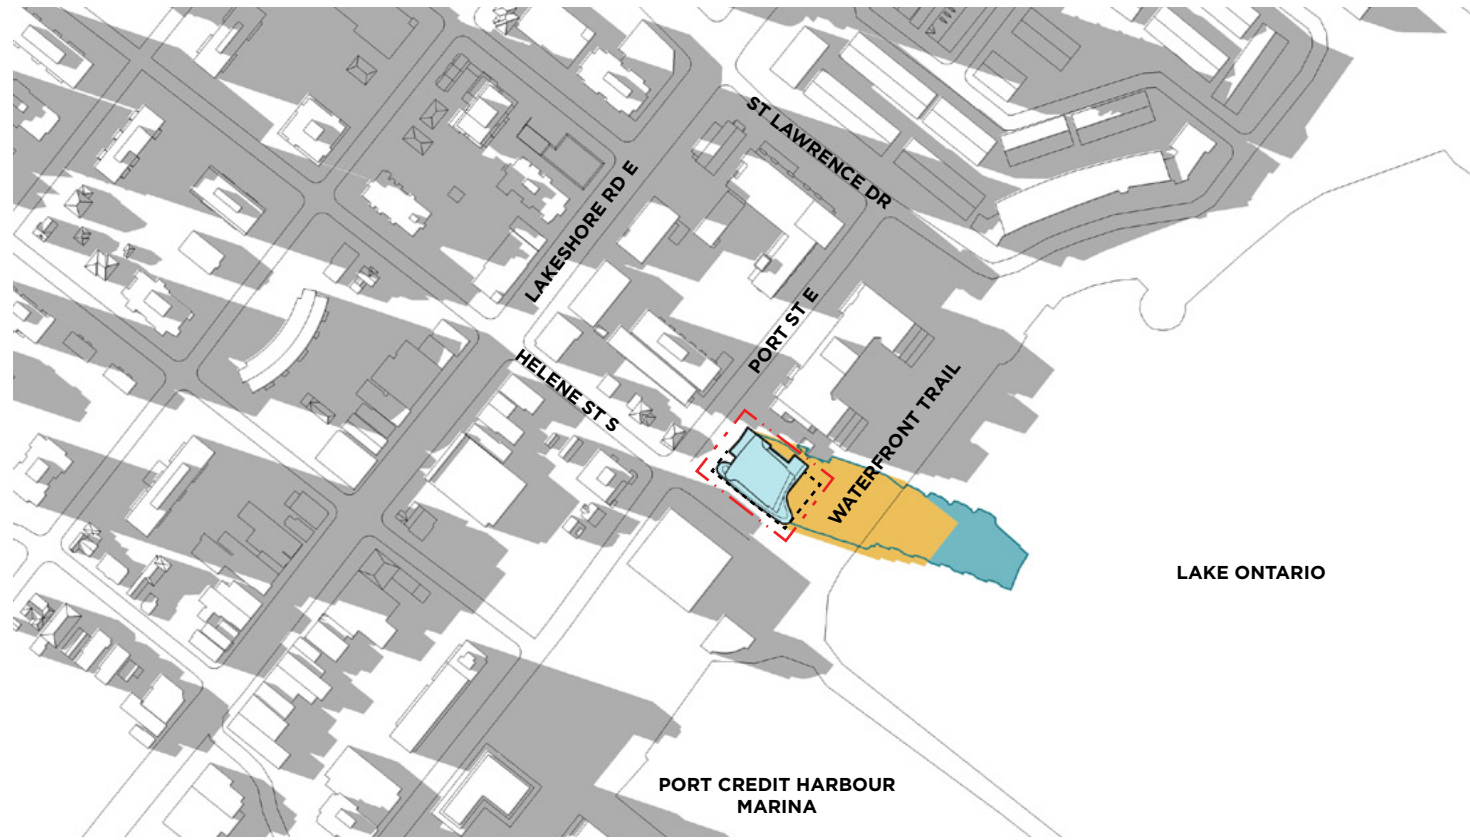 ST LAWRENCE DR
LAKESHORE RD E
PORT ST E
HELENE ST S
WATERFRONT TRAIL
LAKE ONTARIO
PORT CREDIT HARBOUR
MARINA